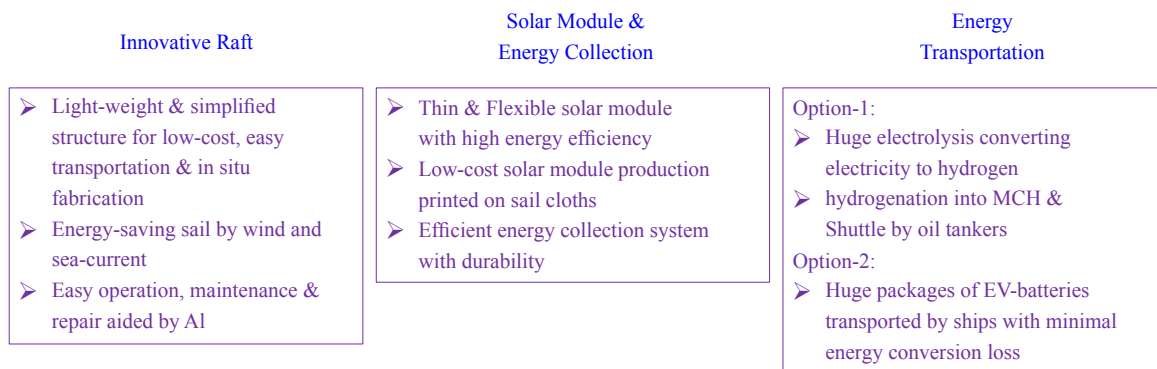 Innovative Raft
➢ Light-weight & simplified
structure for low-cost, easy
transportation & in situ
fabrication
➢ Energy-saving sail by wind and
sea-current
➢ Easy operation, maintenance &
repair aided by Al
Solar Module &
Energy Collection
➢ Thin & Flexible solar module
with high energy efficiency
➢ Low-cost solar module production
printed on sail cloths
➢ Efficient energy collection system
with durability
Energy
Transportation
Option-1:
➢ Huge electrolysis converting
electricity to hydrogen
➢ hydrogenation into MCH &
Shuttle by oil tankers
Option-2:
➢ Huge packages of EV-batteries
transported by ships with minimal
energy conversion loss